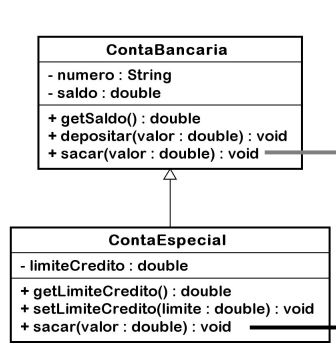 ContaBancaria
- numero : String
- saldo : double
+ getSaldo() : double
+ depositar(valor : double) : void
+ sacar(valor : double) : void
ContaEspecial
- limiteCredito : double
+ getLimiteCredito() : double
+ setLimiteCredito(limite : double) : void
+ sacar(valor : double) : void